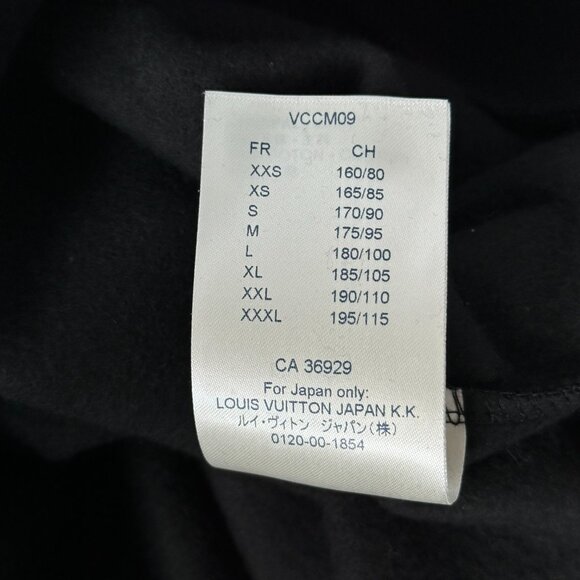 VCCM09
FR CH
XXS 160/80
XS 165/85
S 170/90
M 175/95
L 180/100
XL 185/105
XXL 190/110
XXXL 195/115
CA 36929
For Japan only:
LOUIS VUITTON JAPAN K.K.
ルイ・ヴィトン ジャパン(株)
0120-00-1854